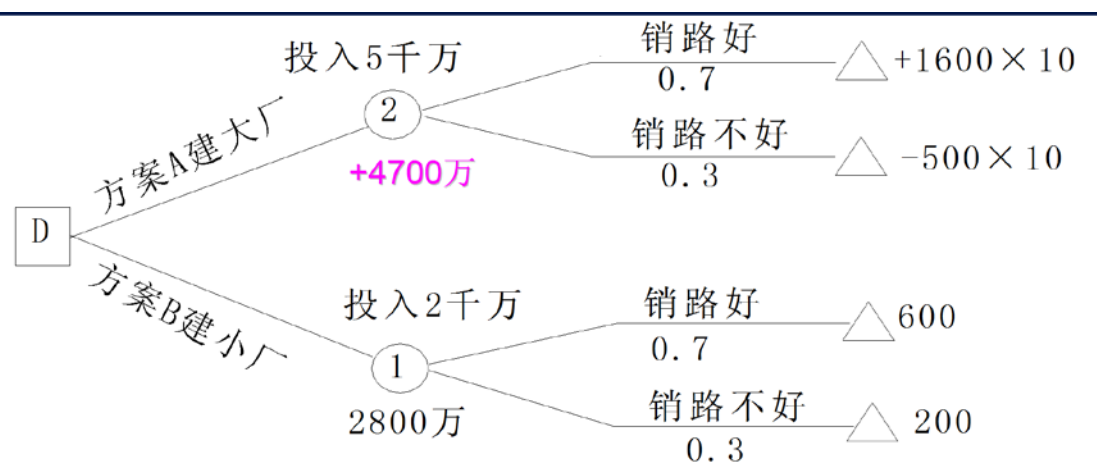 投入5千万
销路好
0.7
+1600×10
方案A建大厂
2
+4700万
销路不好
0.3
-500×10
D
方案B建小厂
投入2千万
销路好
0.7
600
1
2800万
销路不好
0.3
200